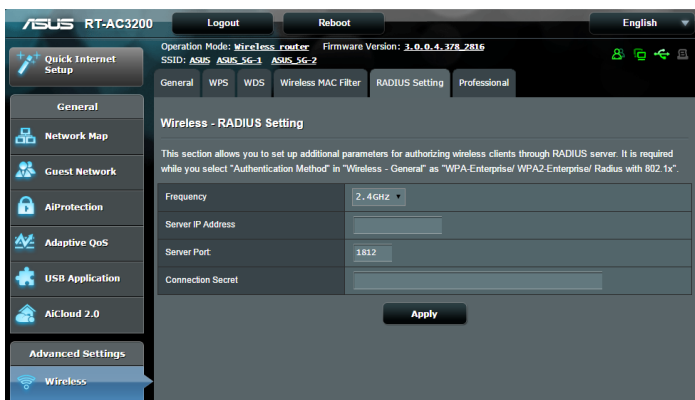 ASUS RT-AC3200 Logout Reboot English
Quick Internet Setup
Operation Mode: Wireless router Firmware Version: 3.0.0.4.378_2816
SSID: ASUS ASUS_5G-1 ASUS_5G-2
General WPS WDS Wireless MAC Filter RADIUS Setting Professional
General
Network Map
Guest Network
AiProtection
Adaptive QoS
USB Application
AiCloud 2.0
Advanced Settings
Wireless
Wireless - RADIUS Setting
This section allows you to set up additional parameters for authorizing wireless clients through RADIUS server. It is required
while you select "Authentication Method" in "Wireless - General" as "WPA-Enterprise/ WPA2-Enterprise/ Radius with 802.1x".
Frequency 2.4GHz
Server IP Address
Server Port: 1812
Connection Secret
Apply